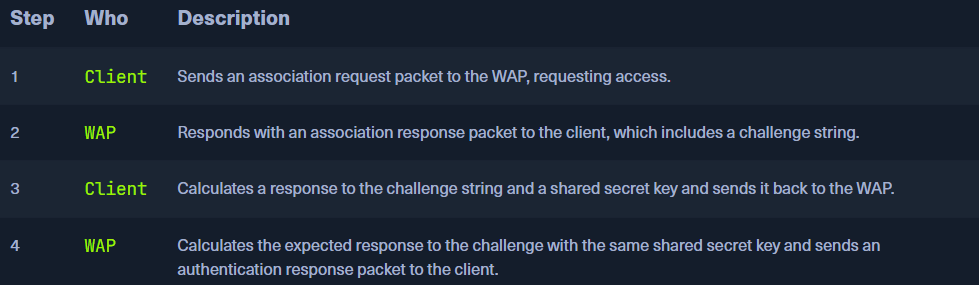 Step Who Description
1 Client Sends an association request packet to the WAP, requesting access.
2 WAP Responds with an association response packet to the client, which includes a challenge string.
3 Client Calculates a response to the challenge string and a shared secret key and sends it back to the WAP.
4 WAP Calculates the expected response to the challenge with the same shared secret key and sends an
authentication response packet to the client.